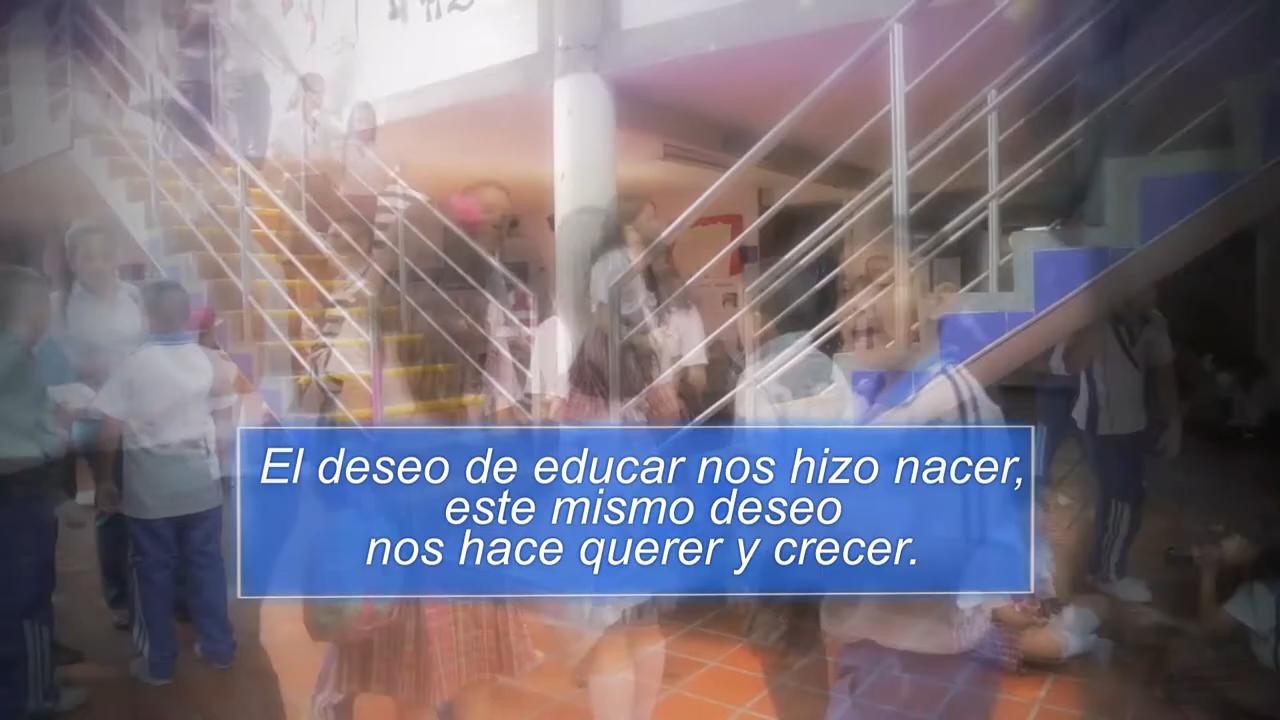 El deseo de educar nos hizo nacer,
este mismo deseo
nos hace querer y crecer.